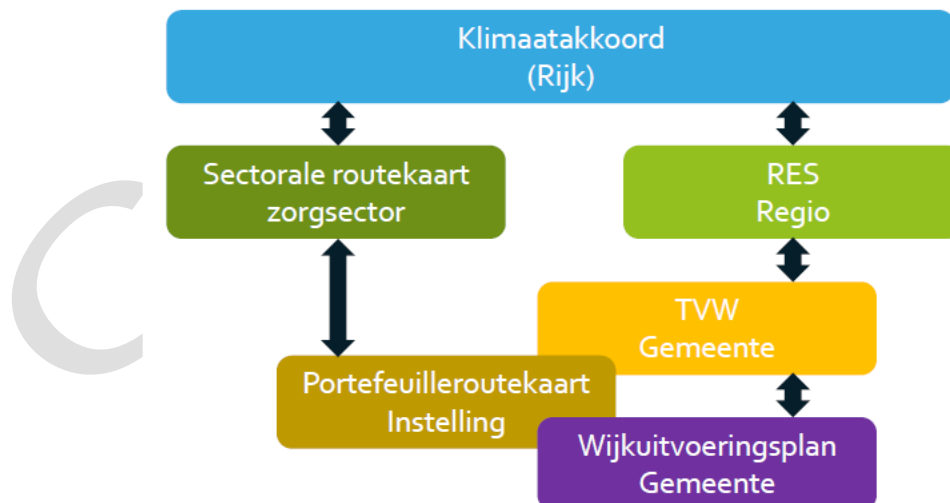 Klimaatakkoord
(Rijk)
Sectorale routekaart
zorgsector
RES
Regio
TVW
Gemeente
Portefeuilleroutekaart
Instelling
Wijkuitvoeringsplan
Gemeente